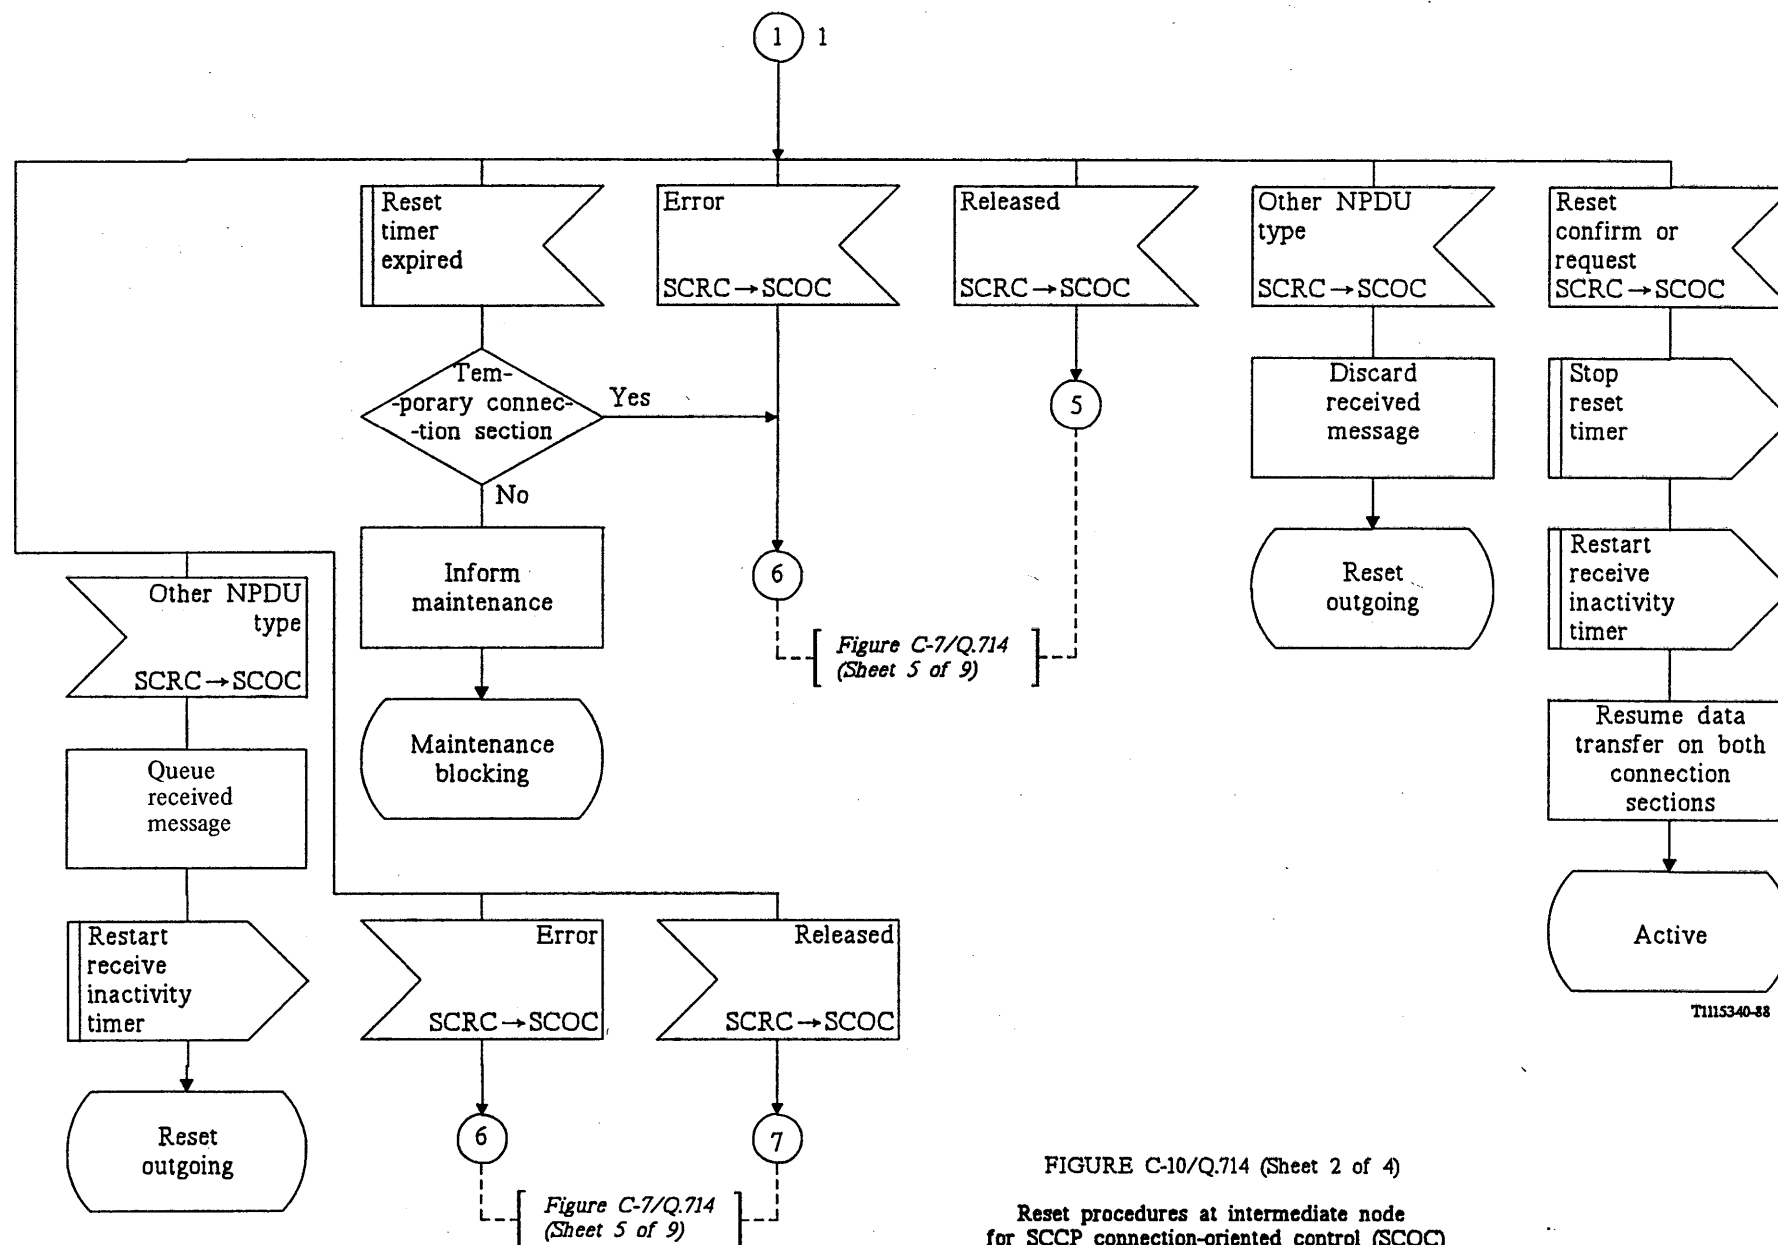 1 1
Reset
timer
expired
Error
SCRC→SCOC
Released
SCRC→SCOC
Other NPDU
type
SCRC→SCOC
Reset
confirm or
request
SCRC→SCOC
Tem-
-porary connec-
-tion section
Yes
No
5
Discard
received
message
Stop
reset
timer
Inform
maintenance
6
Reset
outgoing
Restart
receive
inactivity
timer
Figure C-7/Q.714
(Sheet 5 of 9)
Other NPDU
type
SCRC→SCOC
Maintenance
blocking
Resume data
transfer on both
connection
sections
Queue
received
message
Active
T1115340-88
Restart
receive
inactivity
timer
Error
SCRC→SCOC
Released
SCRC→SCOC
Reset
outgoing
6
7
Figure C-7/Q.714
(Sheet 5 of 9)
FIGURE C-10/Q.714 (Sheet 2 of 4)
Reset procedures at intermediate node
for SCCP connection-oriented control (SCOC)